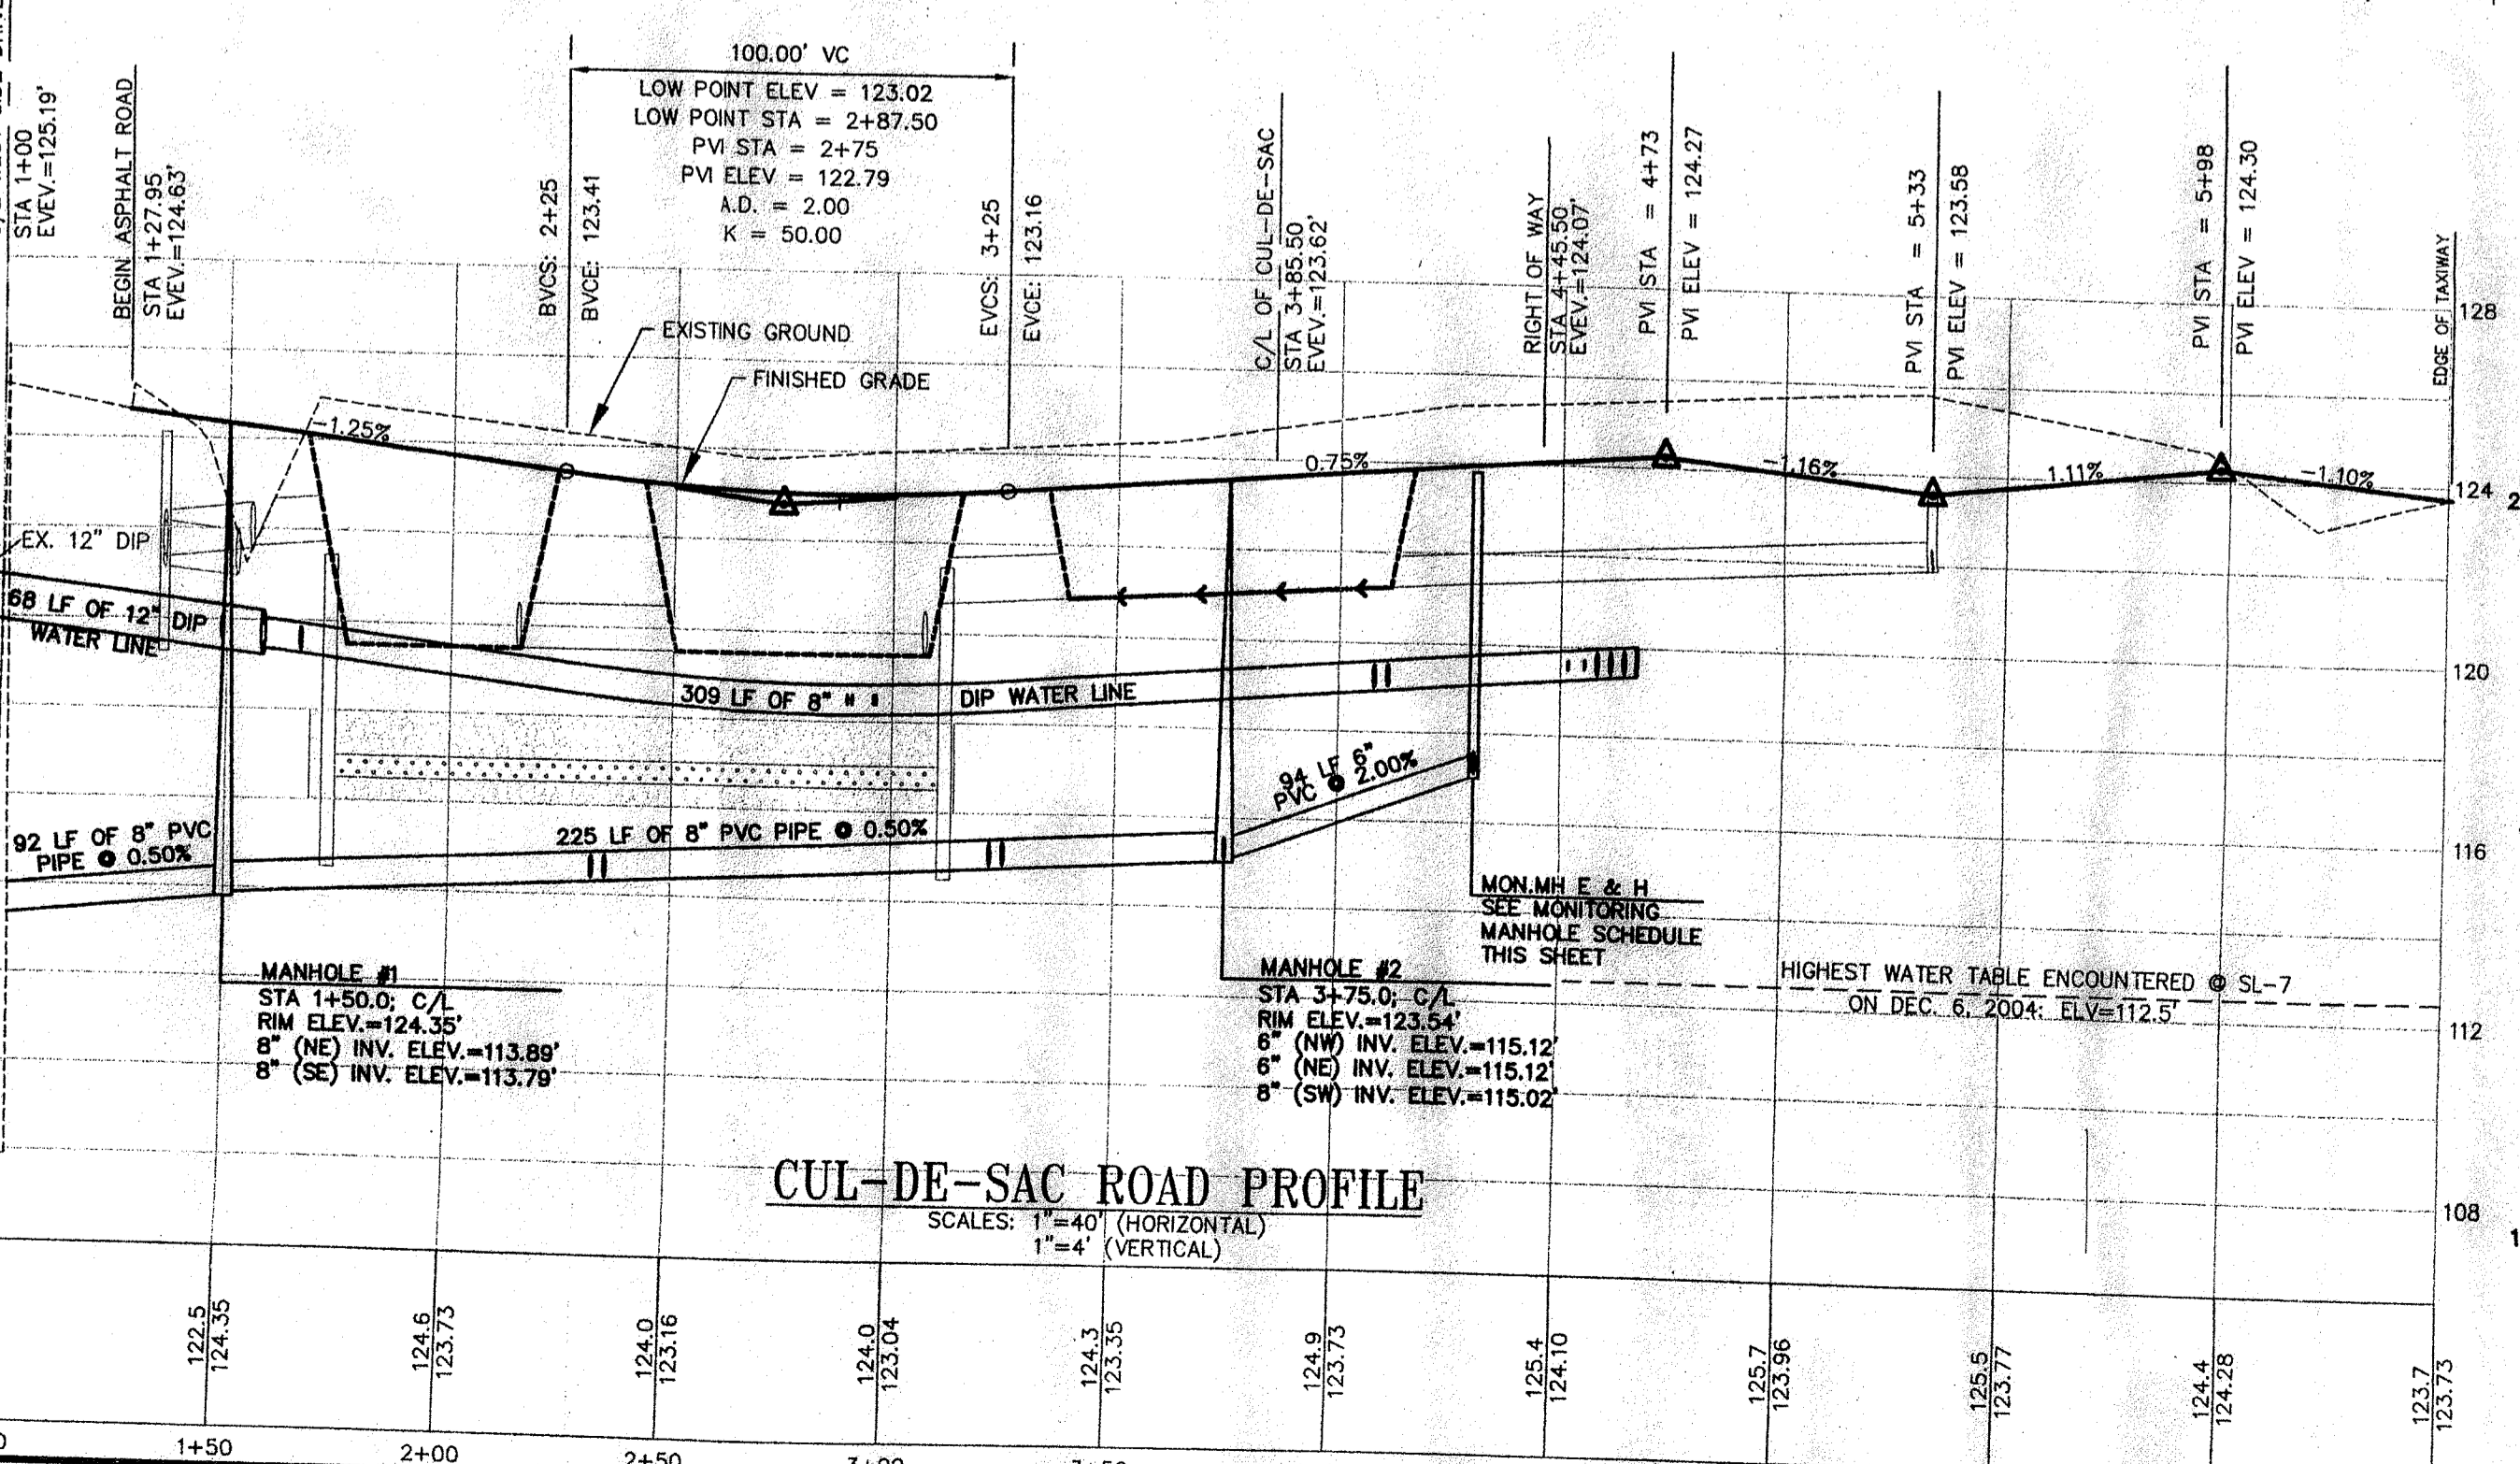 100.00' VC
LOW POINT ELEV = 123.02
LOW POINT STA = 2+87.50
PVI STA = 2+75
PVI ELEV = 122.79
A.D. = 2.00
K = 50.00
STA 1+00
EVEV.=125.19'
BEGIN ASPHALT ROAD
STA 1+27.95
EVEV.=124.63'
BVCS: 2+25
BVCE: 123.41
EVCS: 3+25
EVCE: 123.16
C/L OF CUL-DE-SAC
STA 3+85.50
EVEV.=123.62'
RIGHT OF WAY
STA 4+45.50
EVEV.=124.07'
PVI STA = 4+73
PVI ELEV = 124.27
PVI STA = 5+33
PVI ELEV = 123.58
PVI STA = 5+98
PVI ELEV = 124.30
EDGE OF TAXIWAY
128
EXISTING GROUND
FINISHED GRADE
-1.25%
0.75%
-1.16%
1.11%
-1.10%
124
2
EX. 12" DIP
68 LF OF 12" DIP
WATER LINE
309 LF OF 8"
DIP WATER LINE
120
94 LF 6"
PVC @ 2.00%
92 LF OF 8" PVC
PIPE @ 0.50%
225 LF OF 8" PVC PIPE @ 0.50%
116
MON.MH E & H
SEE MONITORING
MANHOLE SCHEDULE
THIS SHEET
MANHOLE #1
STA 1+50.0; C/L
RIM ELEV.=124.35'
8" (NE) INV. ELEV.=113.89'
8" (SE) INV. ELEV.=113.79'
MANHOLE #2
STA 3+75.0; C/L
RIM ELEV.=123.54'
6" (NW) INV. ELEV.=115.12'
6" (NE) INV. ELEV.=115.12'
8" (SW) INV. ELEV.=115.02'
HIGHEST WATER TABLE ENCOUNTERED @ SL-7
ON DEC. 6, 2004: ELV=112.5'
112
CUL-DE-SAC ROAD PROFILE
SCALES: 1"=40' (HORIZONTAL)
1"=4' (VERTICAL)
108
1
122.5
124.35
124.6
123.73
124.0
123.16
124.0
123.04
124.3
123.35
124.9
123.73
125.4
124.10
125.7
123.96
125.5
123.77
124.4
124.28
123.7
123.73
1+50
2+00
2+50